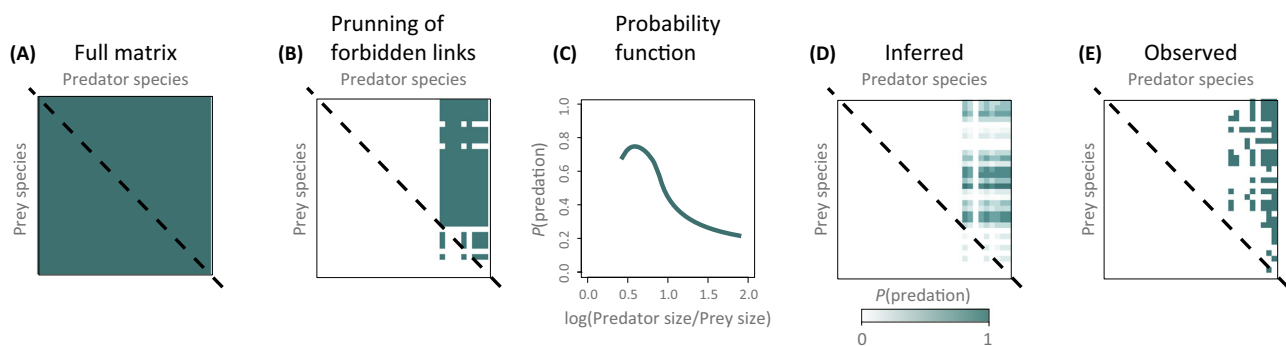 (A) Full matrix
Predator species
Prey species
(B) Prunning of
forbidden links
Predator species
Prey species
(C) Probability
function
P(predation)
1.0
0.8
0.6
0.4
0.2
0.0
0.0 0.5 1.0 1.5 2.0
log(Predator size/Prey size)
(D) Inferred
Predator species
Prey species
P(predation)
0 1
(E) Observed
Predator species
Prey species